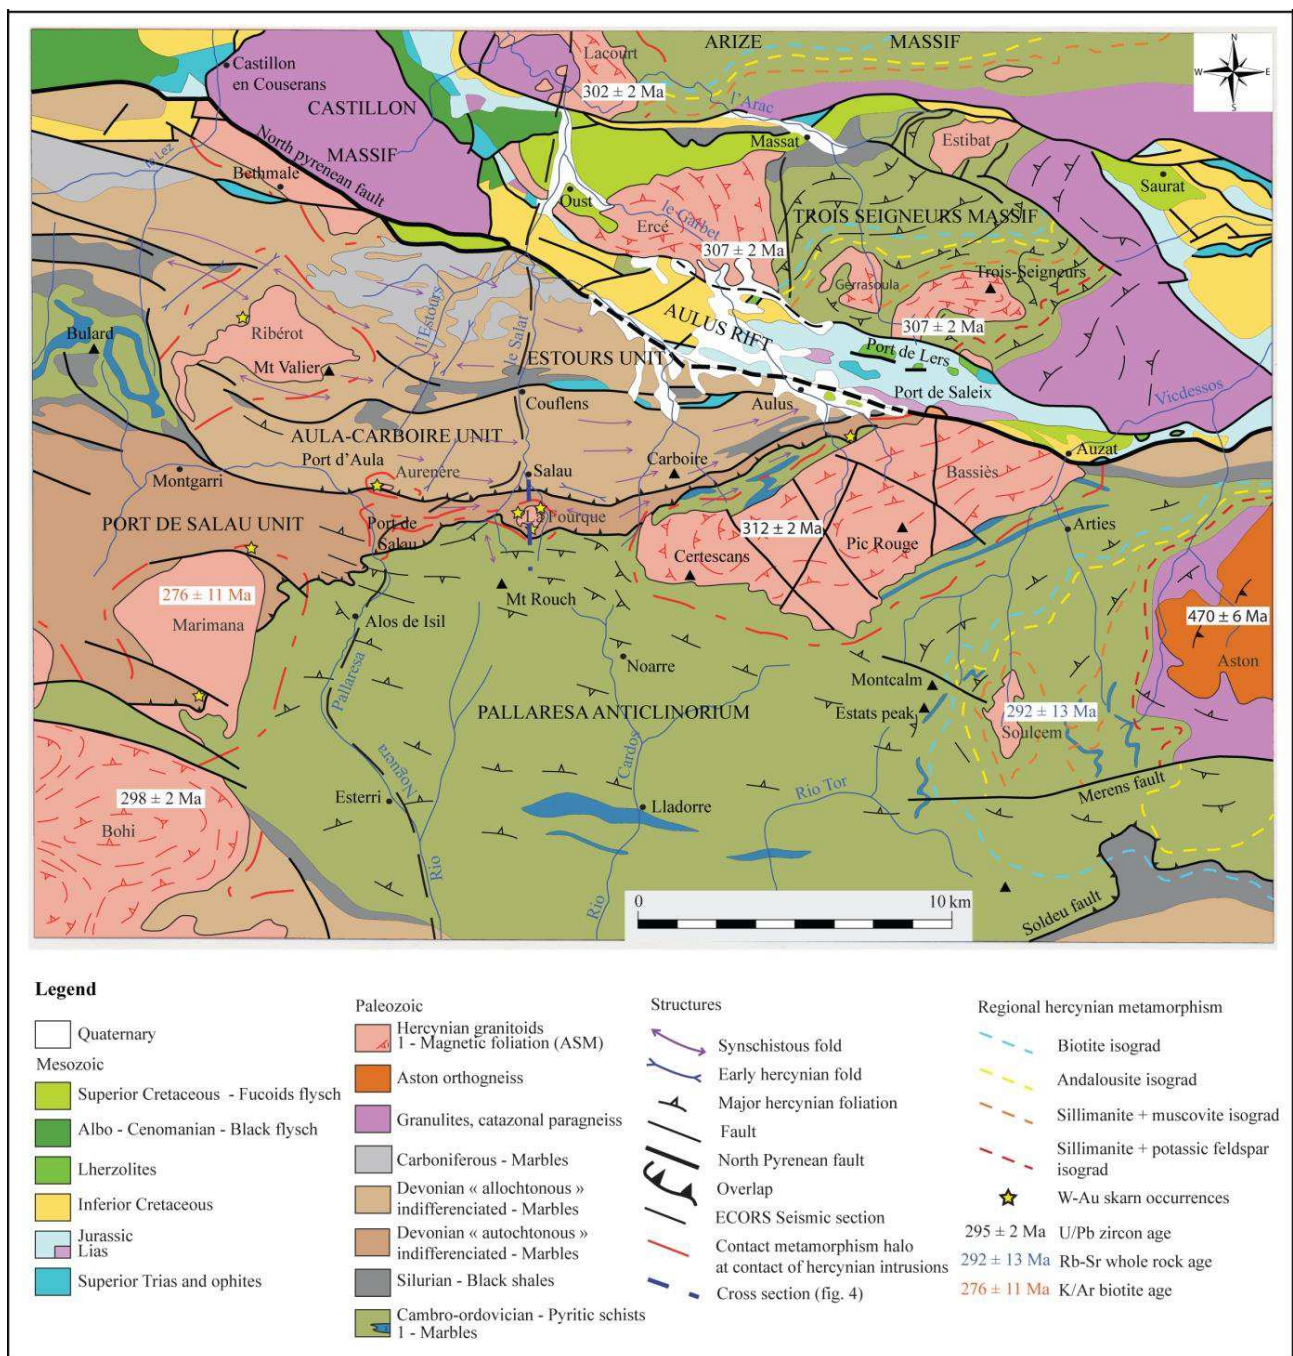 ARIZE MASSIF
N
W E
S
Lacourt
Castillon
en Couserans
302 ± 2 Ma
l'Arac
CASTILLON
MASSIF
North pyrenean fault
le Lez
Bethmale
Massat
Estibat
Saurat
Oust
le Garbet
Ercé
TROIS SEIGNEURS MASSIF
307 ± 2 Ma
Gerrasoula
Trois-Seigneurs
307 ± 2 Ma
AULUS RIFT
Port de Lers
l'Estours
le Salat
Bulard
Ribérot
Mt Valier
ESTOURS UNIT
Port de Saleix
Vicdessos
Couflens
Aulus
AULA-CARBOIRE UNIT
Port d'Aula
Aurenère
Salau
Carboire
Bassiès
Auzat
Montgarri
PORT DE SALAU UNIT
Port de
Salau
La Fourque
312 ± 2 Ma
Pic Rouge
Arties
Certescans
276 ± 11 Ma
Marimana
Mt Rouch
Alos de Isil
470 ± 6 Ma
Aston
Noarre
Pallaresa
Montcalm
Estats peak
292 ± 13 Ma
Soulcem
PALLARESA ANTICLINORIUM
Cardos
Noguera
Rio Tor
Merens fault
298 ± 2 Ma
Bohi
Esterri
Lladorre
Rio
Rio
Soldeu fault
0 10 km
Legend
Quaternary
Mesozoic
Superior Cretaceous - Fucoids flysch
Albo - Cenomanian - Black flysch
Lherzolites
Inferior Cretaceous
Jurassic
Lias
Superior Trias and ophites
Paleozoic
Hercynian granitoids
1 - Magnetic foliation (ASM)
Aston orthogneiss
Granulites, catazonal paragneiss
Carboniferous - Marbles
Devonian « allochtonous »
indifferenciated - Marbles
Devonian « autochtonous »
indifferenciated - Marbles
Silurian - Black shales
Cambro-ordovician - Pyritic schists
1 - Marbles
Structures
Synschistous fold
Early hercynian fold
Major hercynian foliation
Fault
North Pyrenean fault
Overlap
ECORS Seismic section
Contact metamorphism halo
at contact of hercynian intrusions
Cross section (fig. 4)
Regional hercynian metamorphism
Biotite isograd
Andalousite isograd
Sillimanite + muscovite isograd
Sillimanite + potassic feldspar
isograd
W-Au skarn occurrences
295 ± 2 Ma U/Pb zircon age
292 ± 13 Ma Rb-Sr whole rock age
276 ± 11 Ma K/Ar biotite age